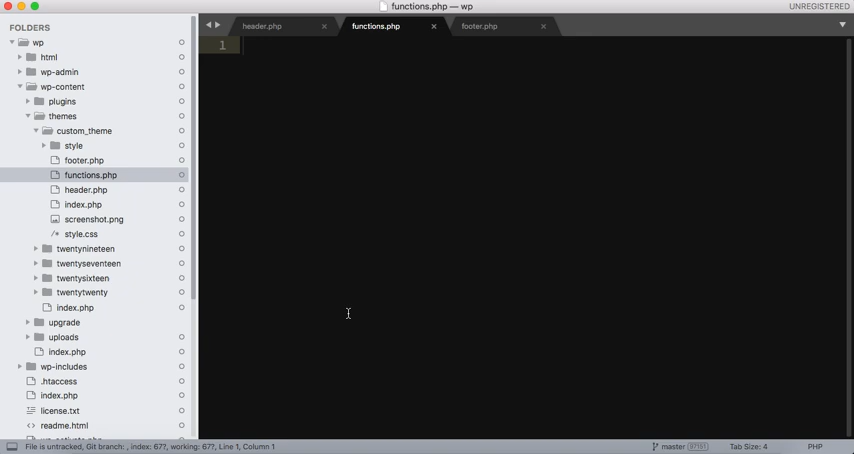 functions.php — wp
UNREGISTERED
FOLDERS
wp
html
wp-admin
wp-content
plugins
themes
custom_theme
style
footer.php
functions.php
header.php
index.php
screenshot.png
/* style.css
twentynineteen
twentyseventeen
twentysixteen
twentytwenty
index.php
upgrade
uploads
index.php
wp-includes
.htaccess
index.php
license.txt
<> readme.html
header.php
functions.php
footer.php
1
File is untracked, Git branch: , index: 67?, working: 67?, Line 1, Column 1
master
Tab Size: 4
PHP